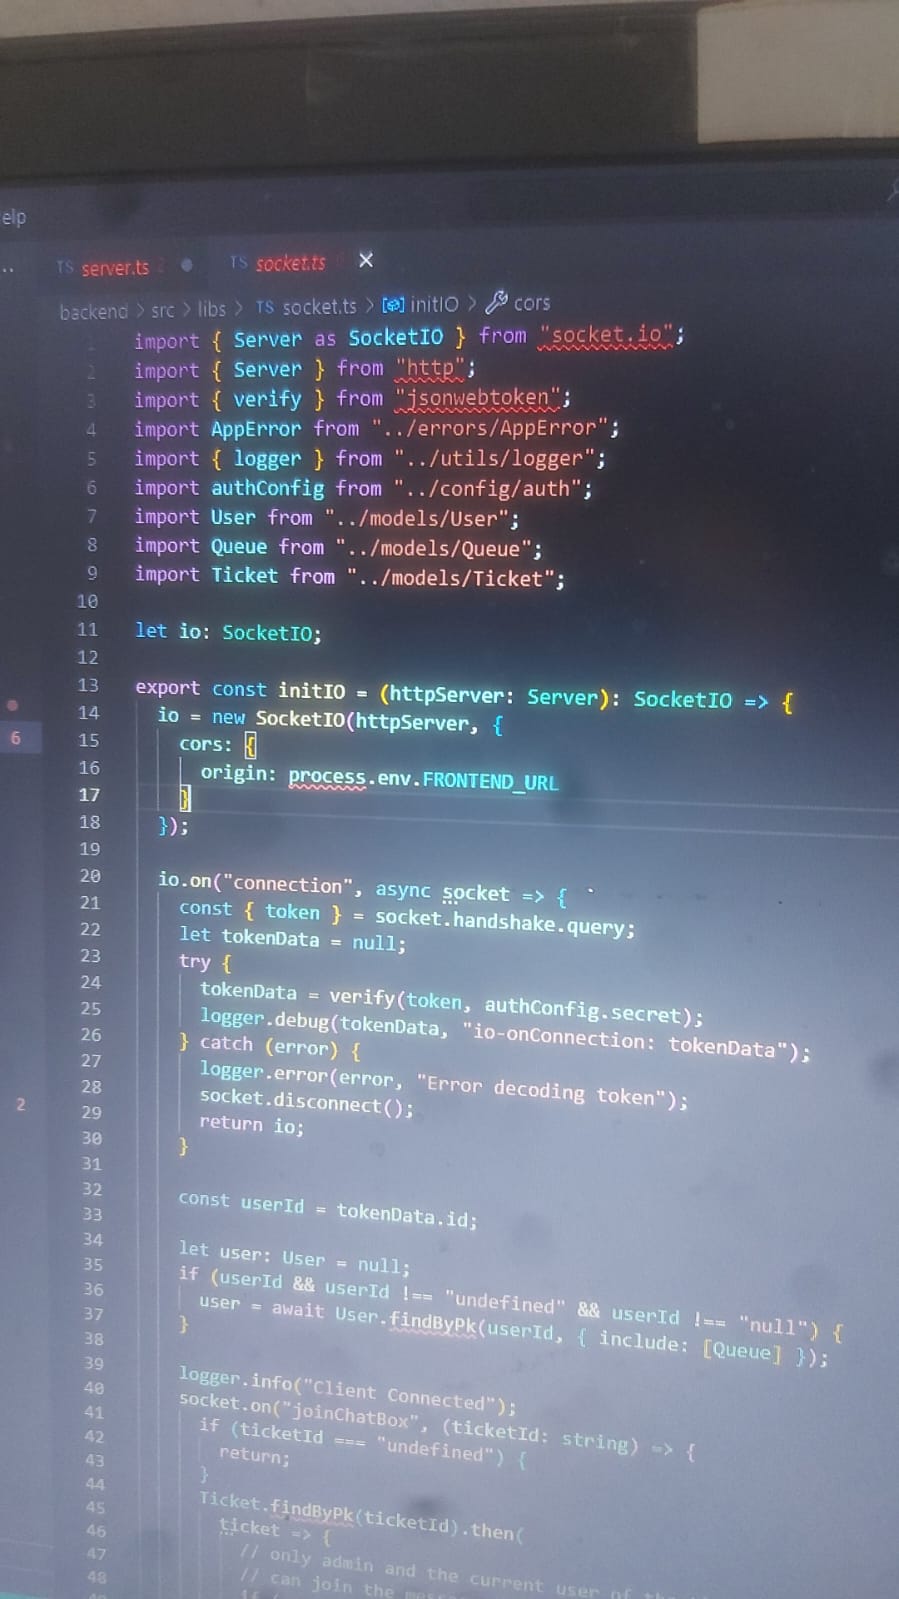 elp
TS server.ts 2 TS socket.ts
backend > src > libs > TS socket.ts > initIO > cors
1 import { Server as SocketIO } from "socket.io";
2 import { Server } from "http";
3 import { verify } from "jsonwebtoken";
4 import AppError from "../errors/AppError";
5 import { logger } from "../utils/logger";
6 import authConfig from "../config/auth";
7 import User from "../models/User";
8 import Queue from "../models/Queue";
9 import Ticket from "../models/Ticket";
10
11 let io: SocketIO;
12
13 export const initIO = (httpServer: Server): SocketIO => {
14 io = new SocketIO(httpServer, {
6 15 cors: {
16 origin: process.env.FRONTEND_URL
17 }
18 });
19
20 io.on("connection", async socket => {
21 const { token } = socket.handshake.query;
22 let tokenData = null;
23 try {
24 tokenData = verify(token, authConfig.secret);
25 logger.debug(tokenData, "io-onConnection: tokenData");
26 } catch (error) {
27 logger.error(error, "Error decoding token");
28 socket.disconnect();
2 29 return io;
30 }
31
32 const userId = tokenData.id;
33
34 let user: User = null;
35 if (userId && userId !== "undefined" && userId !== "null") {
36 user = await User.findByPk(userId, { include: [Queue] });
37 }
38
39 logger.info("Client Connected");
40 socket.on("joinChatBox", (ticketId: string) => {
41 if (ticketId === "undefined") {
42 return;
43 }
44 Ticket.findByPk(ticketId).then(
45 ticket => {
46 // only admin and the current user of the
47 // can join the
48 if (